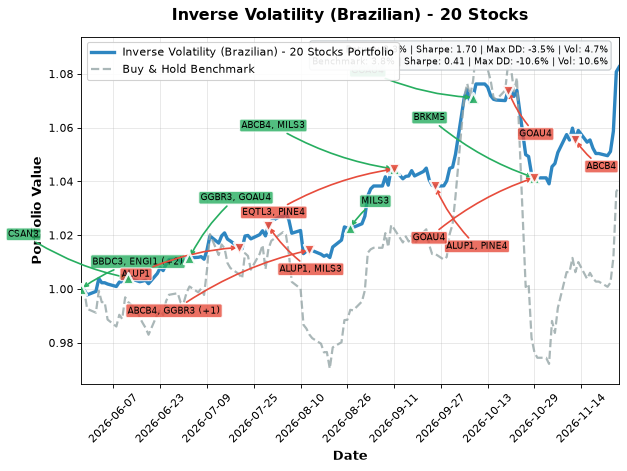 Inverse Volatility (Brazilian) - 20 Stocks
Inverse Volatility (Brazilian) - 20 Stocks Portfolio
Buy & Hold Benchmark
% | Sharpe: 1.70 | Max DD: -3.5% | Vol: 4.7%
Benchmark: 3.8% | Sharpe: 0.41 | Max DD: -10.6% | Vol: 10.6%
1.08
1.06
1.04
1.02
1.00
0.98
Portfolio Value
BRKM5
GOAU4
ABCB4, MILS3
ABCB4
GGBR3, GOAU4
MILS3
EQTL3, PINE4
CSAN3
GOAU4
ALUP1, PINE4
BBDC3, ENGI1 (+2)
ALUP1
ALUP1, MILS3
ABCB4, GGBR3 (+1)
2026-06-07
2026-06-23
2026-07-09
2026-07-25
2026-08-10
2026-08-26
2026-09-11
2026-09-27
2026-10-13
2026-10-29
2026-11-14
Date